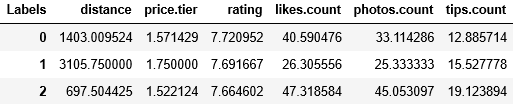 Labels distance price.tier rating likes.count photos.count tips.count
0 1403.009524 1.571429 7.720952 40.590476 33.114286 12.885714
1 3105.750000 1.750000 7.691667 26.305556 25.333333 15.527778
2 697.504425 1.522124 7.664602 47.318584 45.053097 19.123894